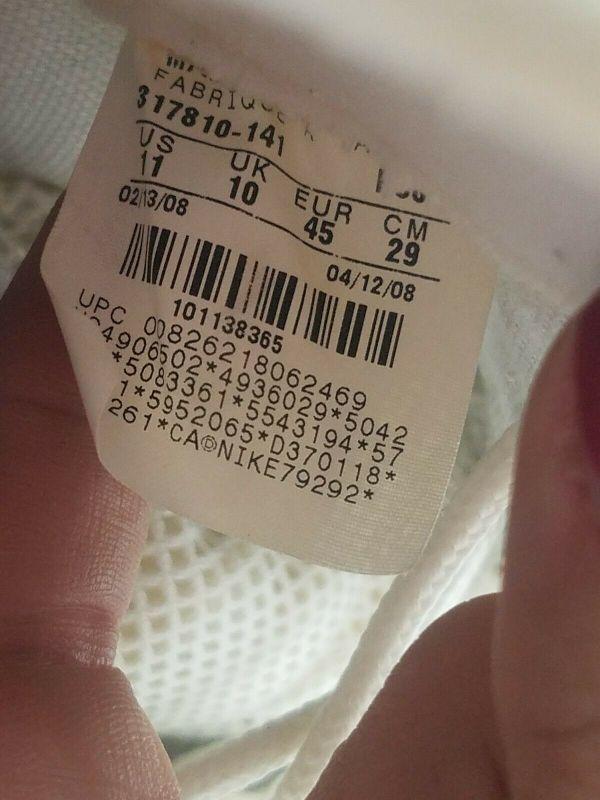 FABRIQUE
317810-141
US UK EUR CM
11 10 45 29
02/13/08 04/12/08
101138365
UPC 00826218062469
4906502*4936029*5042
*5083361*5543194*57
1*5952065*D370118*
261*CA NIKE79292*